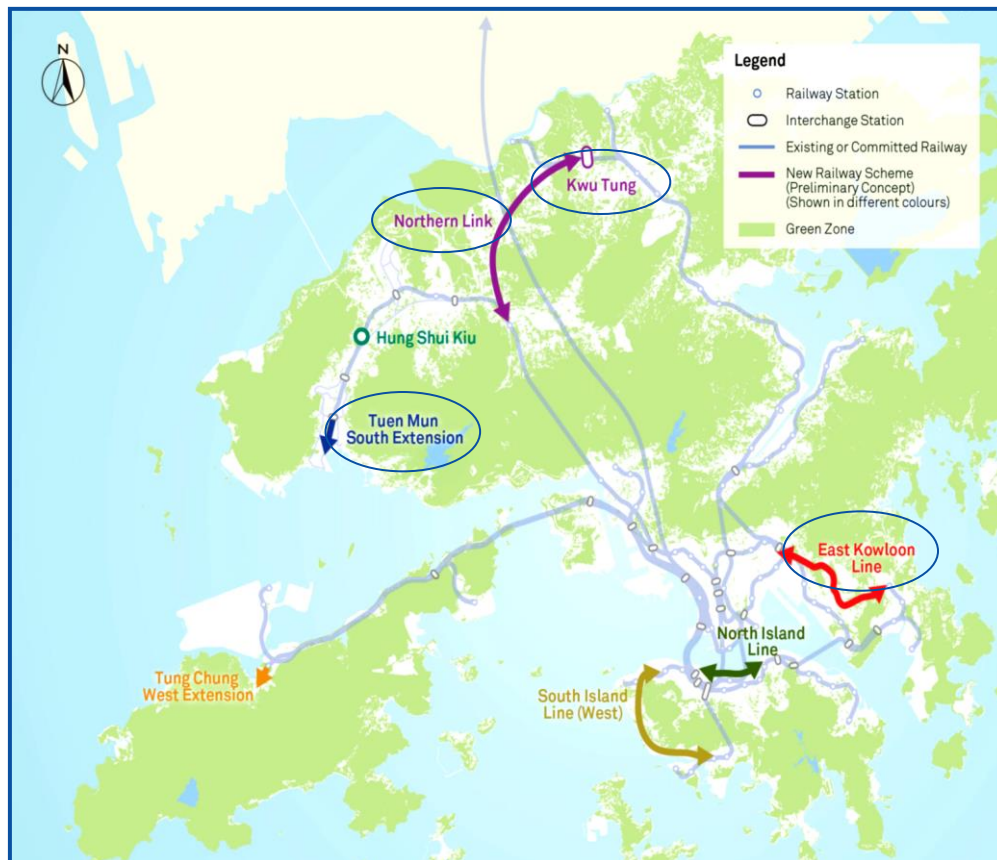 N
Legend
Railway Station
Interchange Station
Existing or Committed Railway
New Railway Scheme
(Preliminary Concept)
(Shown in different colours)
Green Zone
Kwu Tung
Northern Link
Hung Shui Kiu
Tuen Mun
South Extension
East Kowloon
Line
North Island
Line
Tung Chung
West Extension
South Island
Line (West)